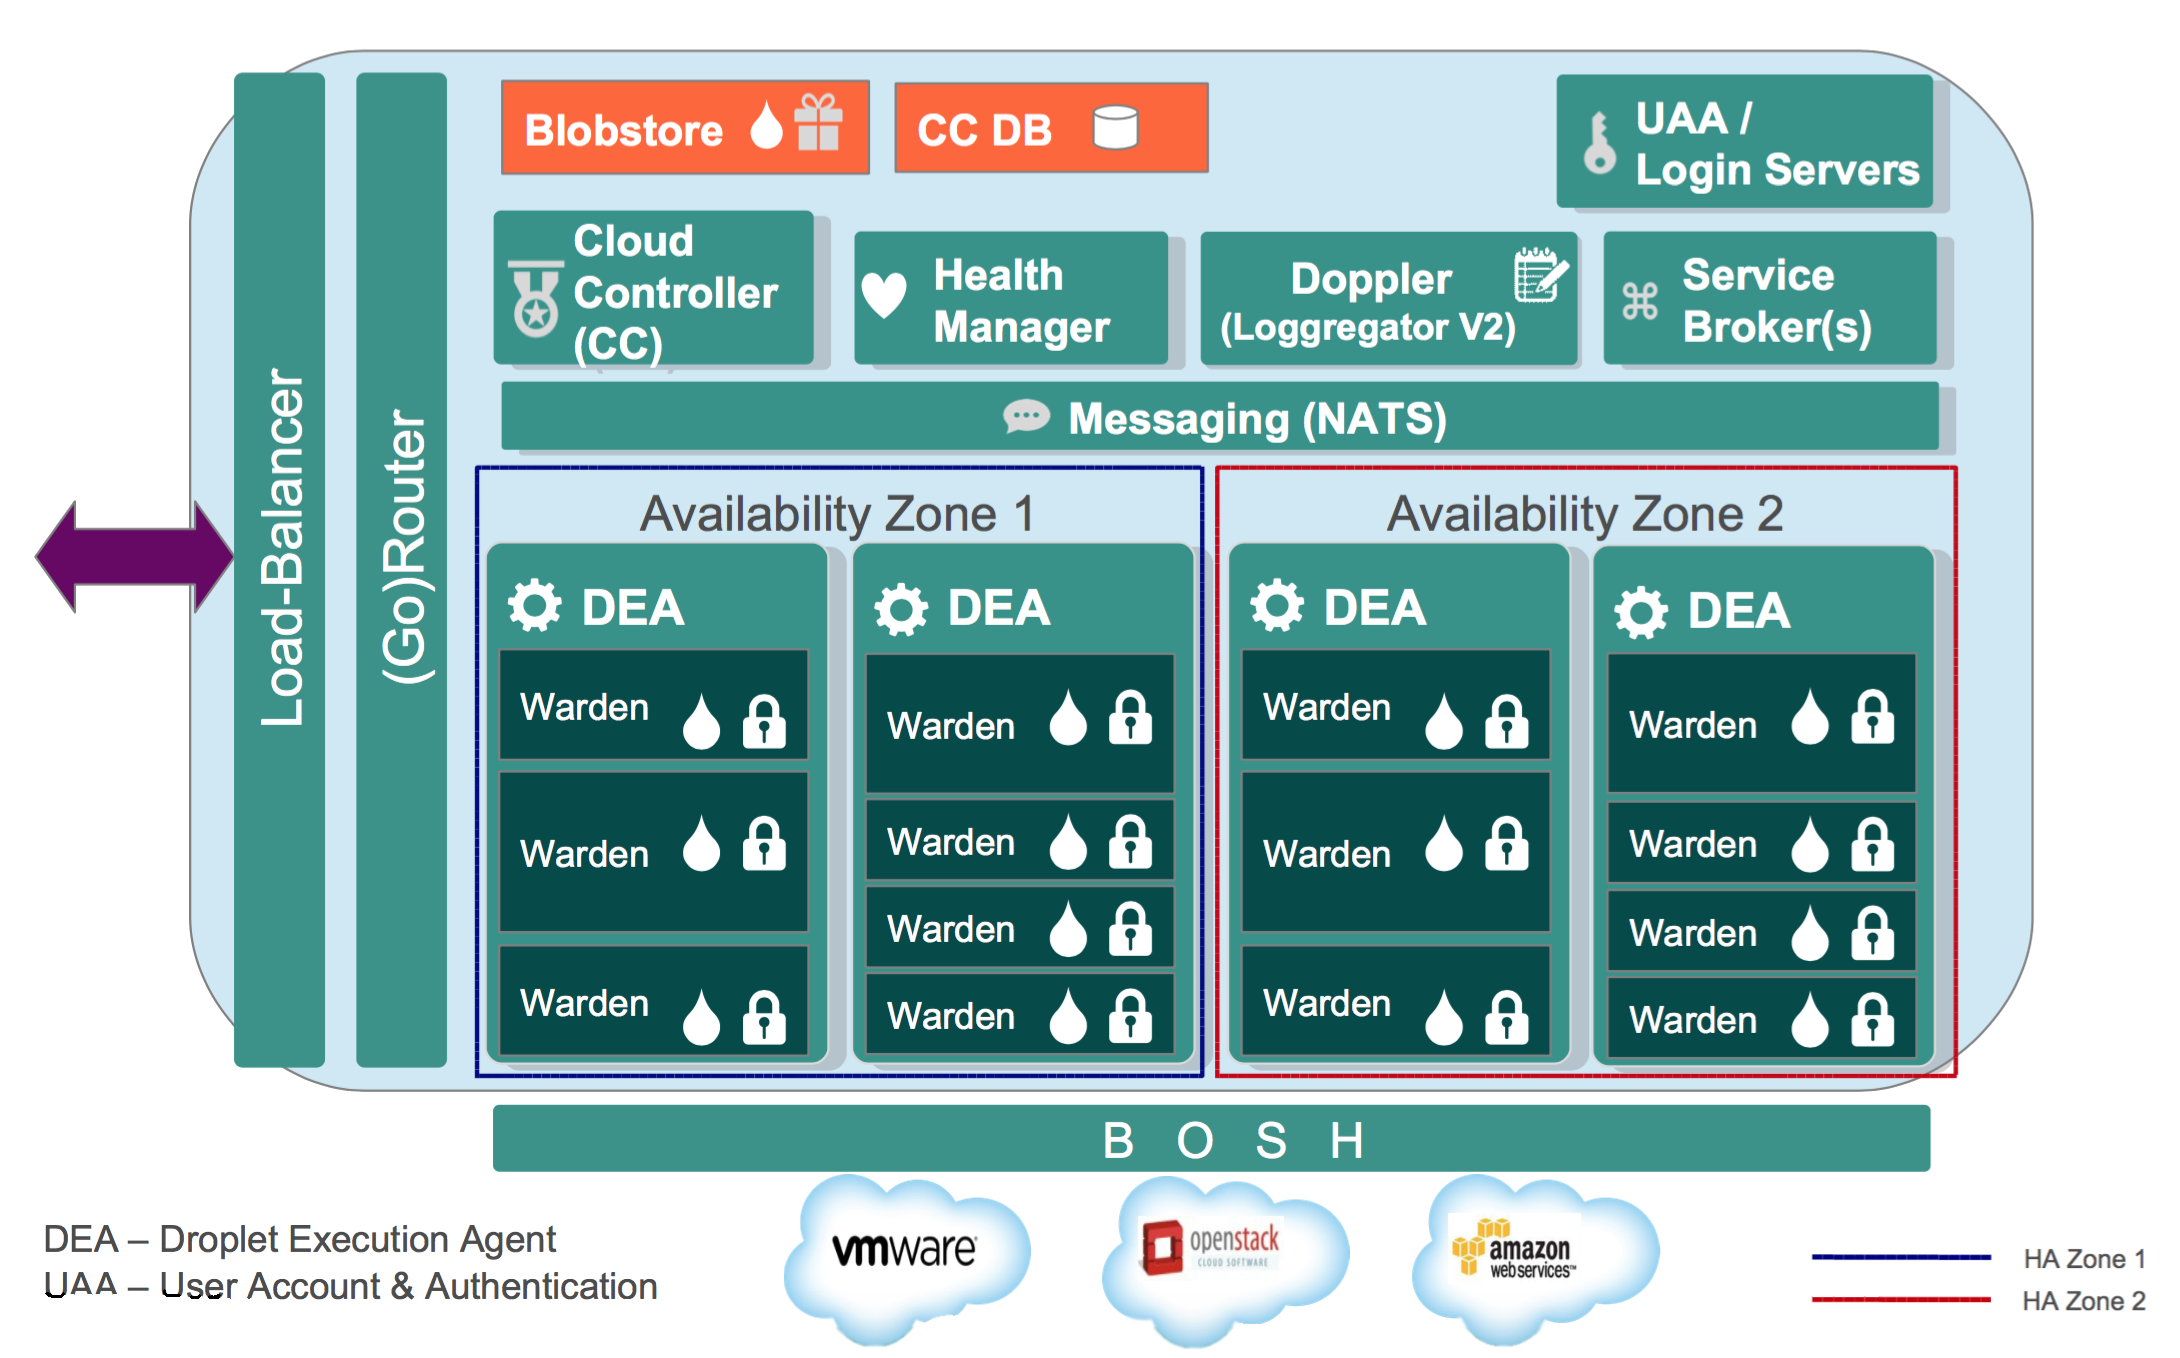 Load-Balancer
(Go)Router
Blobstore
CC DB
UAA /
Login Servers
Cloud
Controller
(CC)
Health
Manager
Doppler
(Loggregator V2)
Service
Broker(s)
Messaging (NATS)
Availability Zone 1
DEA
Warden
Warden
Warden
DEA
Warden
Warden
Warden
Warden
Availability Zone 2
DEA
Warden
Warden
Warden
DEA
Warden
Warden
Warden
Warden
B O S H
vmware
openstack
CLOUD SOFTWARE
amazon
webservices™
DEA – Droplet Execution Agent
UAA – User Account & Authentication
HA Zone 1
HA Zone 2